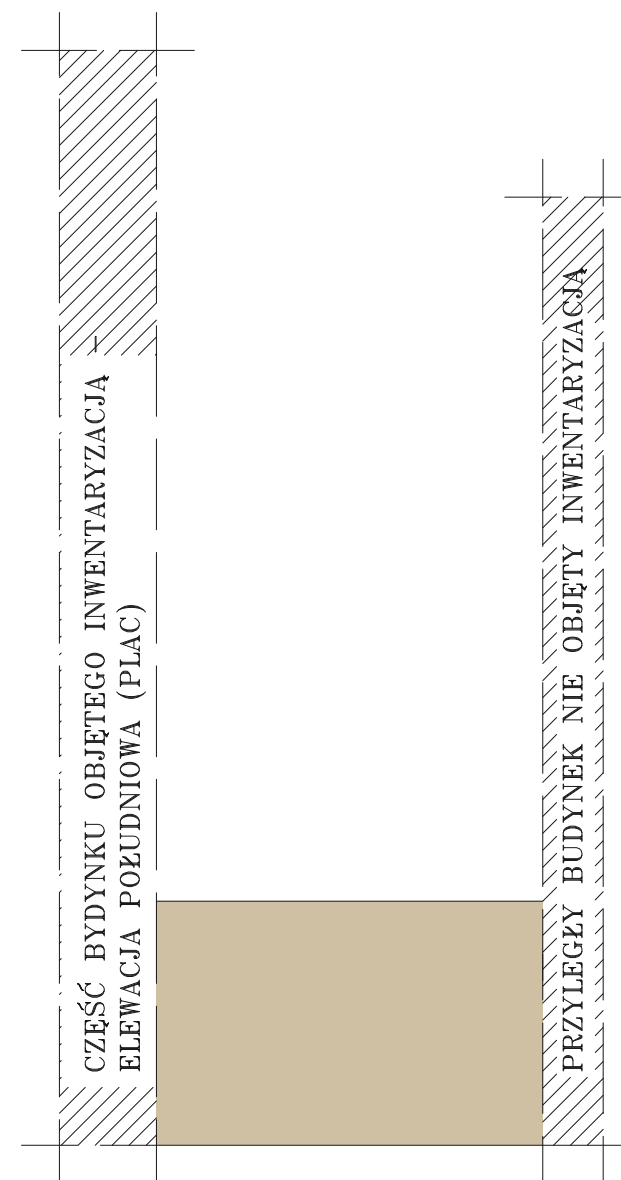 CZĘŚĆ BYDYNKU OBJĘTEGO INWENTARYZACJĄ –
ELEWACJA POŁUDNIOWA (PLAC)
PRZYLEGŁY BUDYNEK NIE OBJĘTY INWENTARYZACJĄ